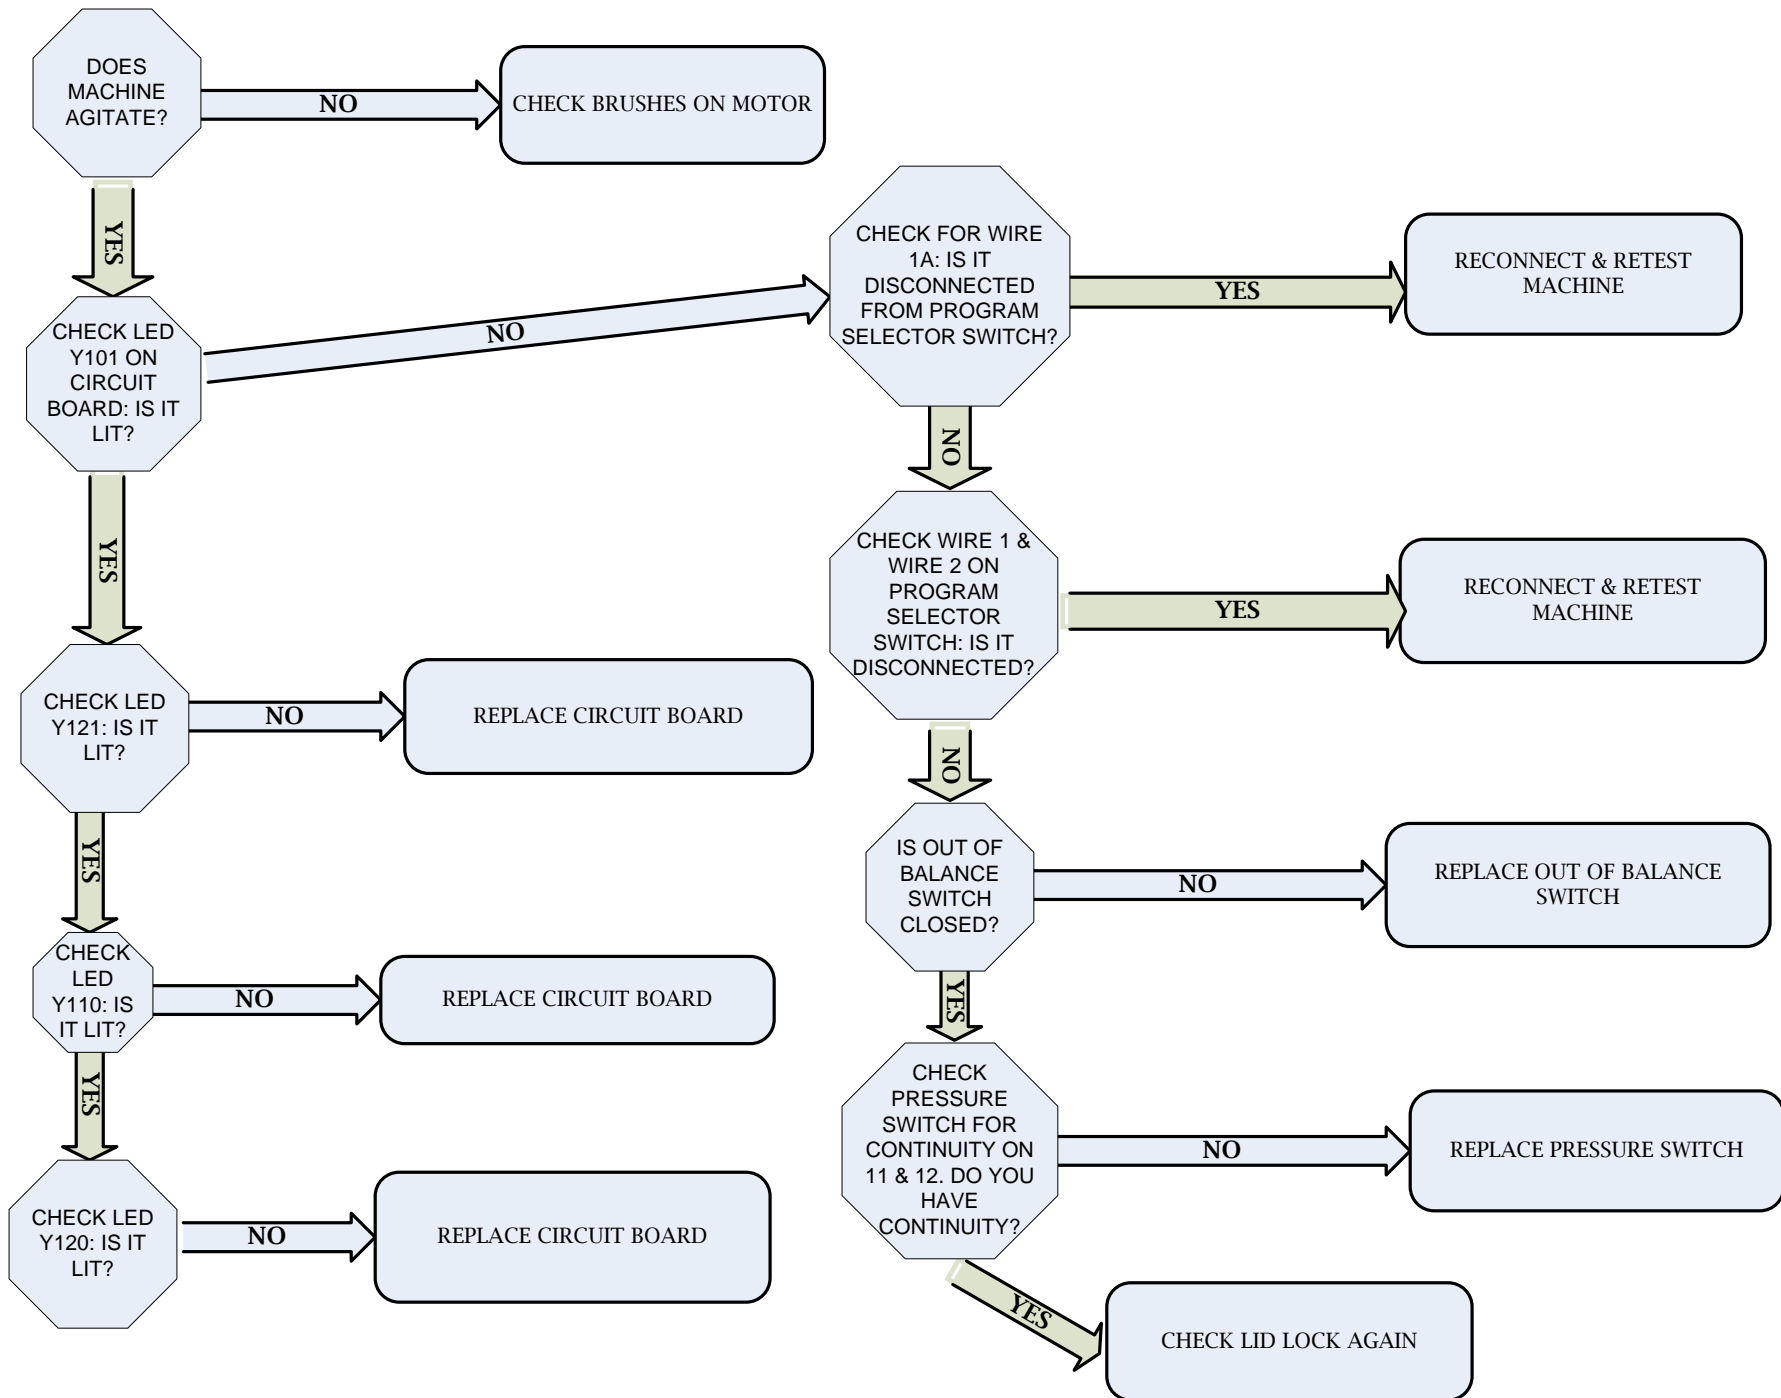 DOES
MACHINE
AGITATE?
NO
CHECK BRUSHES ON MOTOR
YES
CHECK LED
Y101 ON
CIRCUIT
BOARD: IS IT
LIT?
NO
CHECK FOR WIRE
1A: IS IT
DISCONNECTED
FROM PROGRAM
SELECTOR SWITCH?
YES
RECONNECT & RETEST
MACHINE
NO
CHECK WIRE 1 &
WIRE 2 ON
PROGRAM
SELECTOR
SWITCH: IS IT
DISCONNECTED?
YES
RECONNECT & RETEST
MACHINE
YES
CHECK LED
Y121: IS IT
LIT?
NO
REPLACE CIRCUIT BOARD
NO
IS OUT OF
BALANCE
SWITCH
CLOSED?
NO
REPLACE OUT OF BALANCE
SWITCH
YES
CHECK
LED
Y110: IS
IT LIT?
NO
REPLACE CIRCUIT BOARD
YES
CHECK
PRESSURE
SWITCH FOR
CONTINUITY ON
11 & 12. DO YOU
HAVE
CONTINUITY?
NO
REPLACE PRESSURE SWITCH
YES
CHECK LED
Y120: IS IT
LIT?
NO
REPLACE CIRCUIT BOARD
YES
CHECK LID LOCK AGAIN